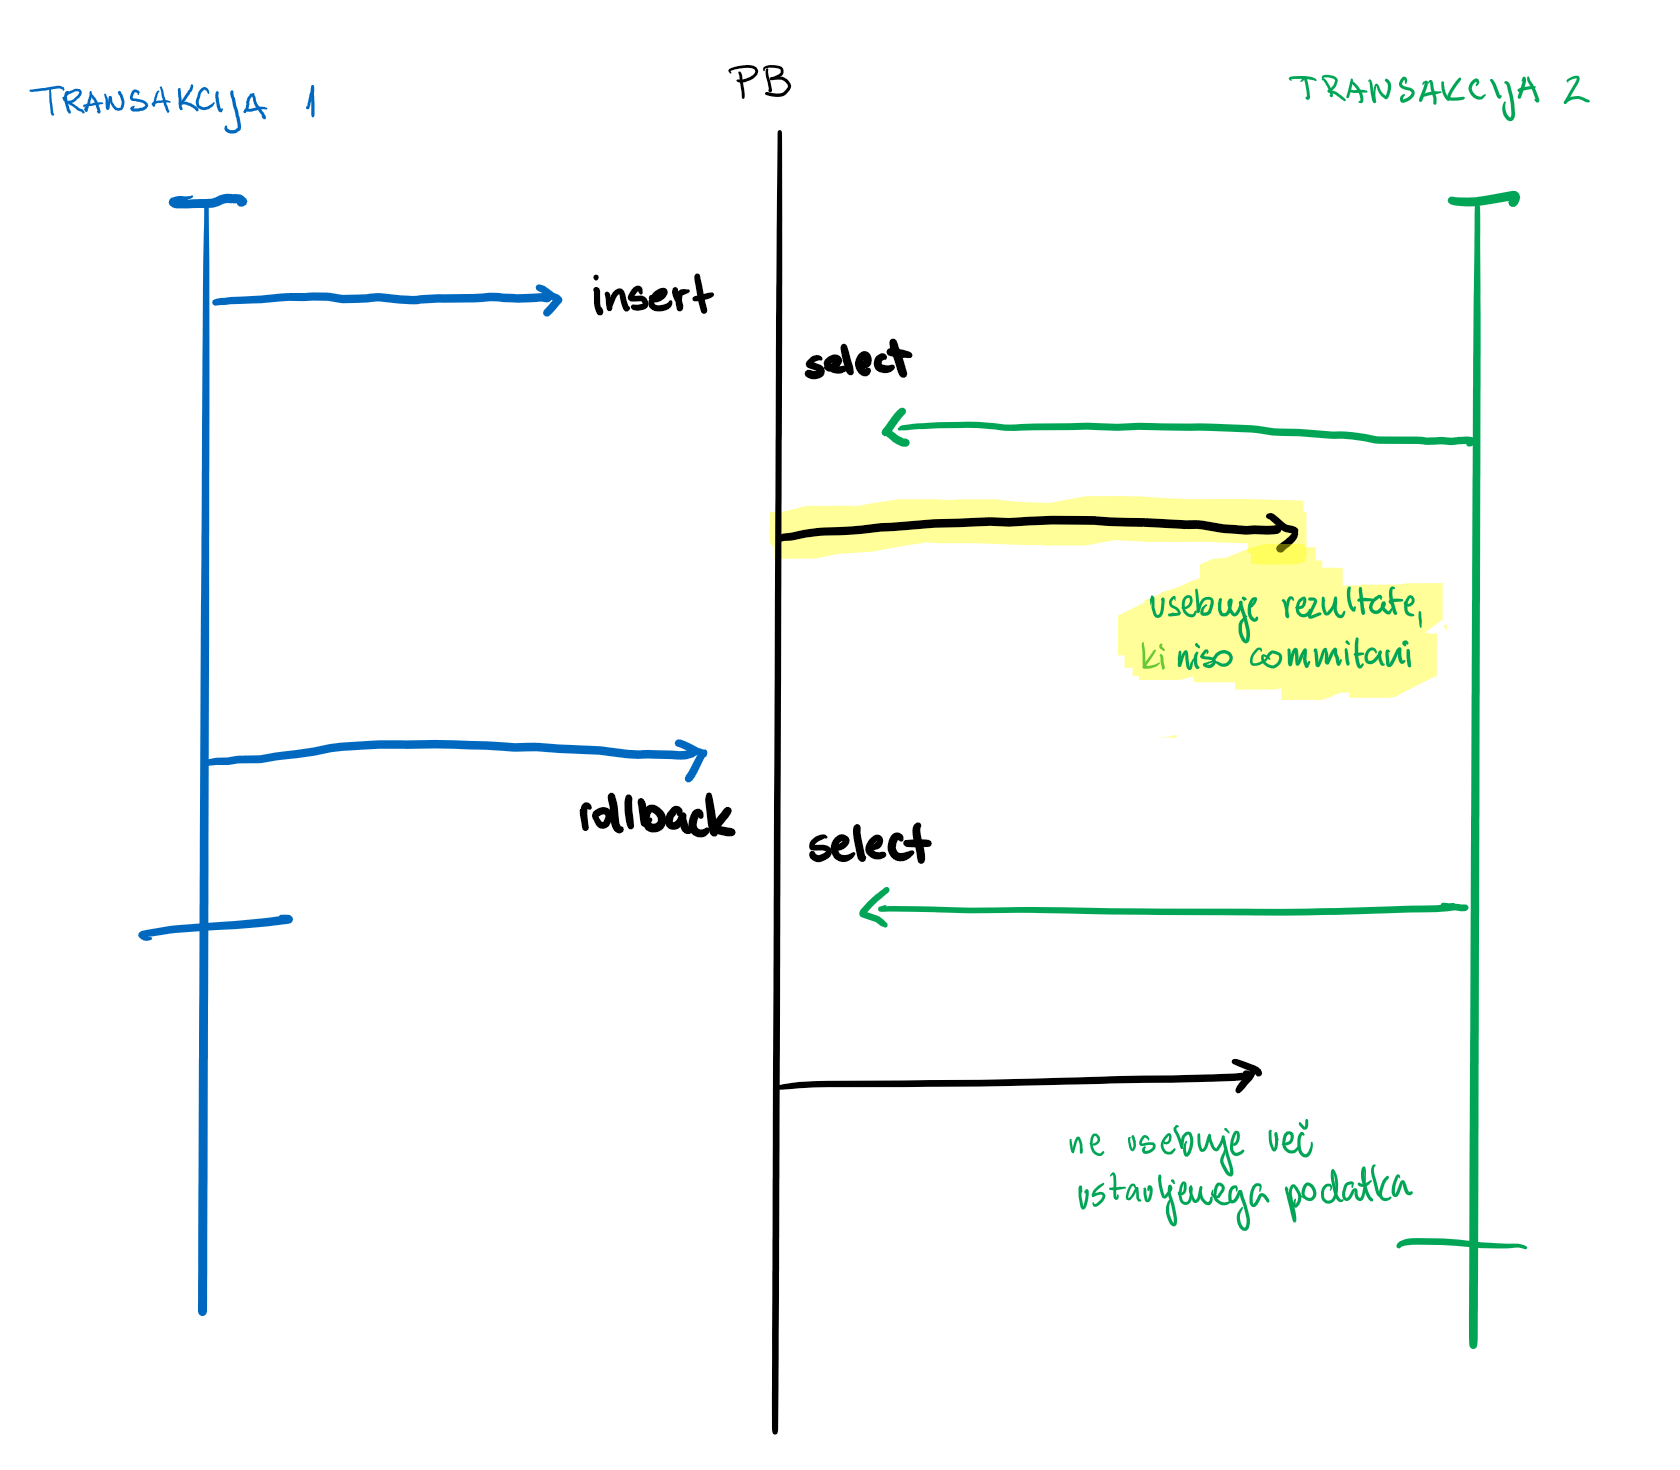 TRANSAKCIJA 1
PB
TRANSAKCIJA 2
insert
select
vsebuje rezultate,
ki niso commitani
rollback
select
ne vsebuje več
vstavljenega podatka